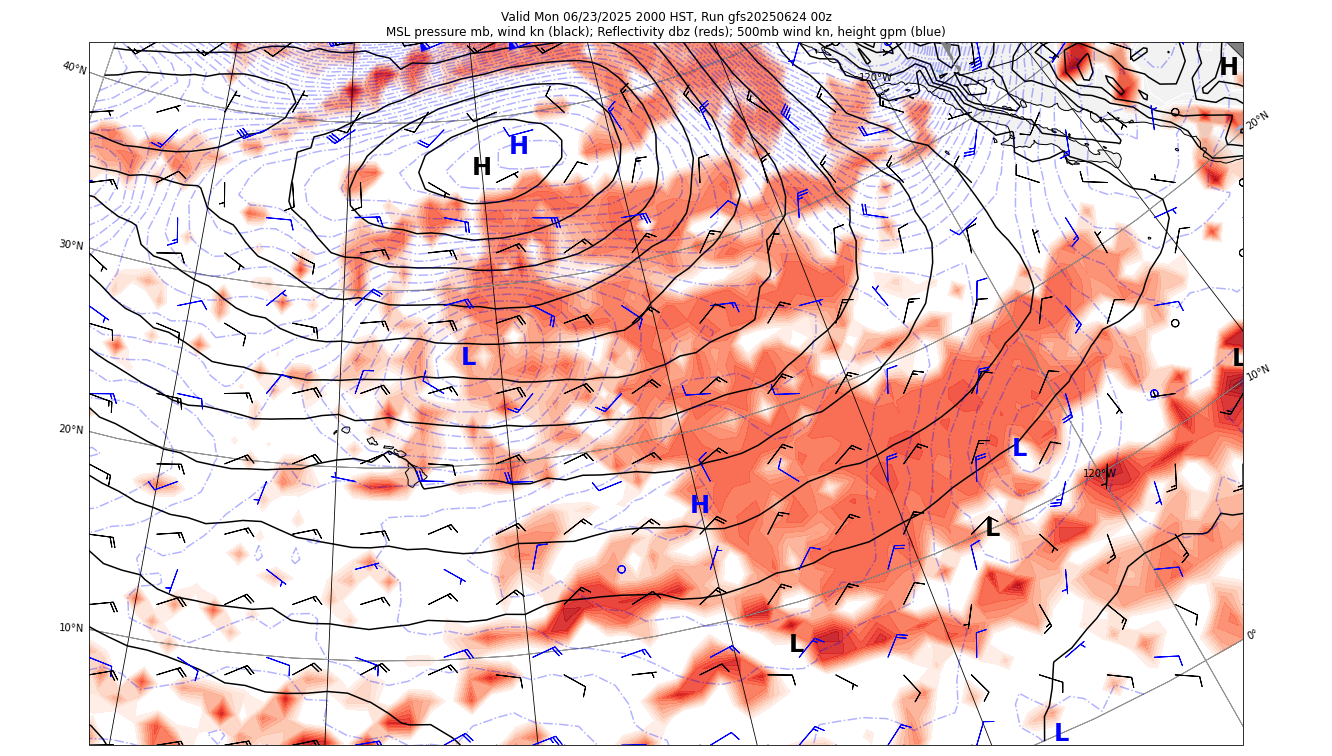 Valid Mon 06/23/2025 2000 HST, Run gfs20250624 00z
MSL pressure mb, wind kn (black); Reflectivity dbz (reds); 500mb wind kn, height gpm (blue)
40°N
120°W
H
20°N
H
H
30°N
L
L
10°N
20°N
L
120°W
H
L
10°N
L
0°
L